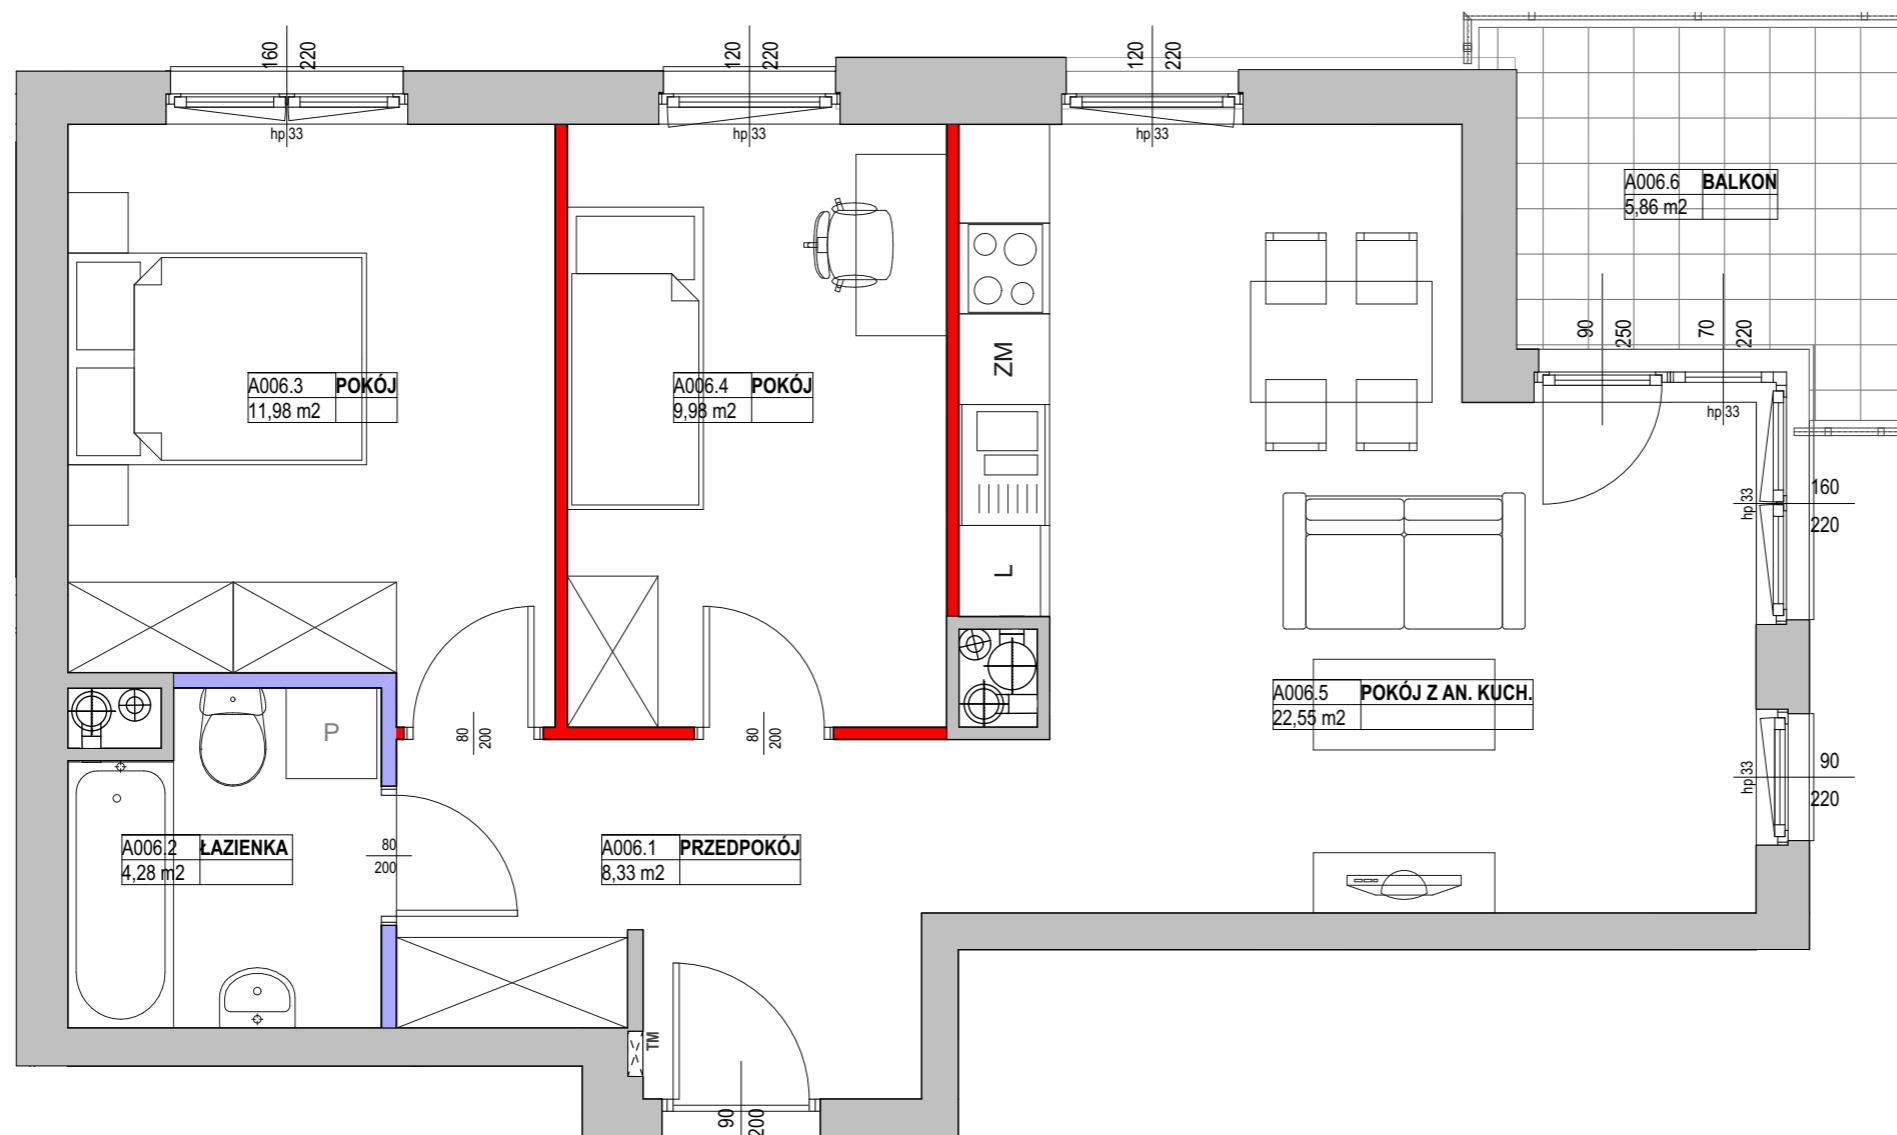 160
220
hp 33
120
220
hp 33
120
220
hp 33
A006.6 BALKON
5,86 m2
90
250
70
220
hp 33
A006.3 POKÓJ
11,98 m2
A006.4 POKÓJ
9,98 m2
ZM
L
hp 33
160
220
A006.5 POKÓJ Z AN. KUCH.
22,55 m2
80
200
80
200
P
hp 33
90
220
A006.2 ŁAZIENKA
4,28 m2
80
200
A006.1 PRZEDPOKÓJ
8,33 m2
TM
90
200